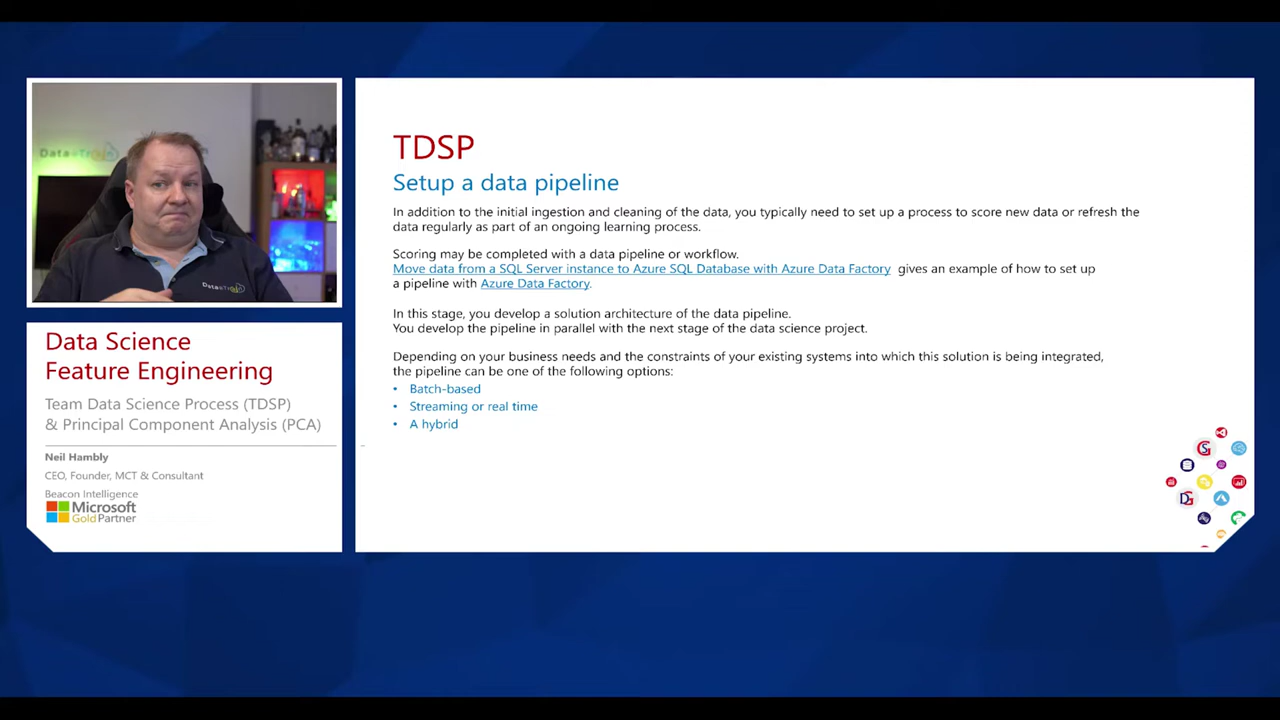 Data Train
Data Train
Data Science
Feature Engineering
Team Data Science Process (TDSP)
& Principal Component Analysis (PCA)
Neil Hambly
CEO, Founder, MCT & Consultant
Beacon Intelligence
Microsoft
Gold Partner
TDSP
Setup a data pipeline
In addition to the initial ingestion and cleaning of the data, you typically need to set up a process to score new data or refresh the
data regularly as part of an ongoing learning process.
Scoring may be completed with a data pipeline or workflow.
Move data from a SQL Server instance to Azure SQL Database with Azure Data Factory gives an example of how to set up
a pipeline with Azure Data Factory.
In this stage, you develop a solution architecture of the data pipeline.
You develop the pipeline in parallel with the next stage of the data science project.
Depending on your business needs and the constraints of your existing systems into which this solution is being integrated,
the pipeline can be one of the following options:
• Batch-based
• Streaming or real time
• A hybrid